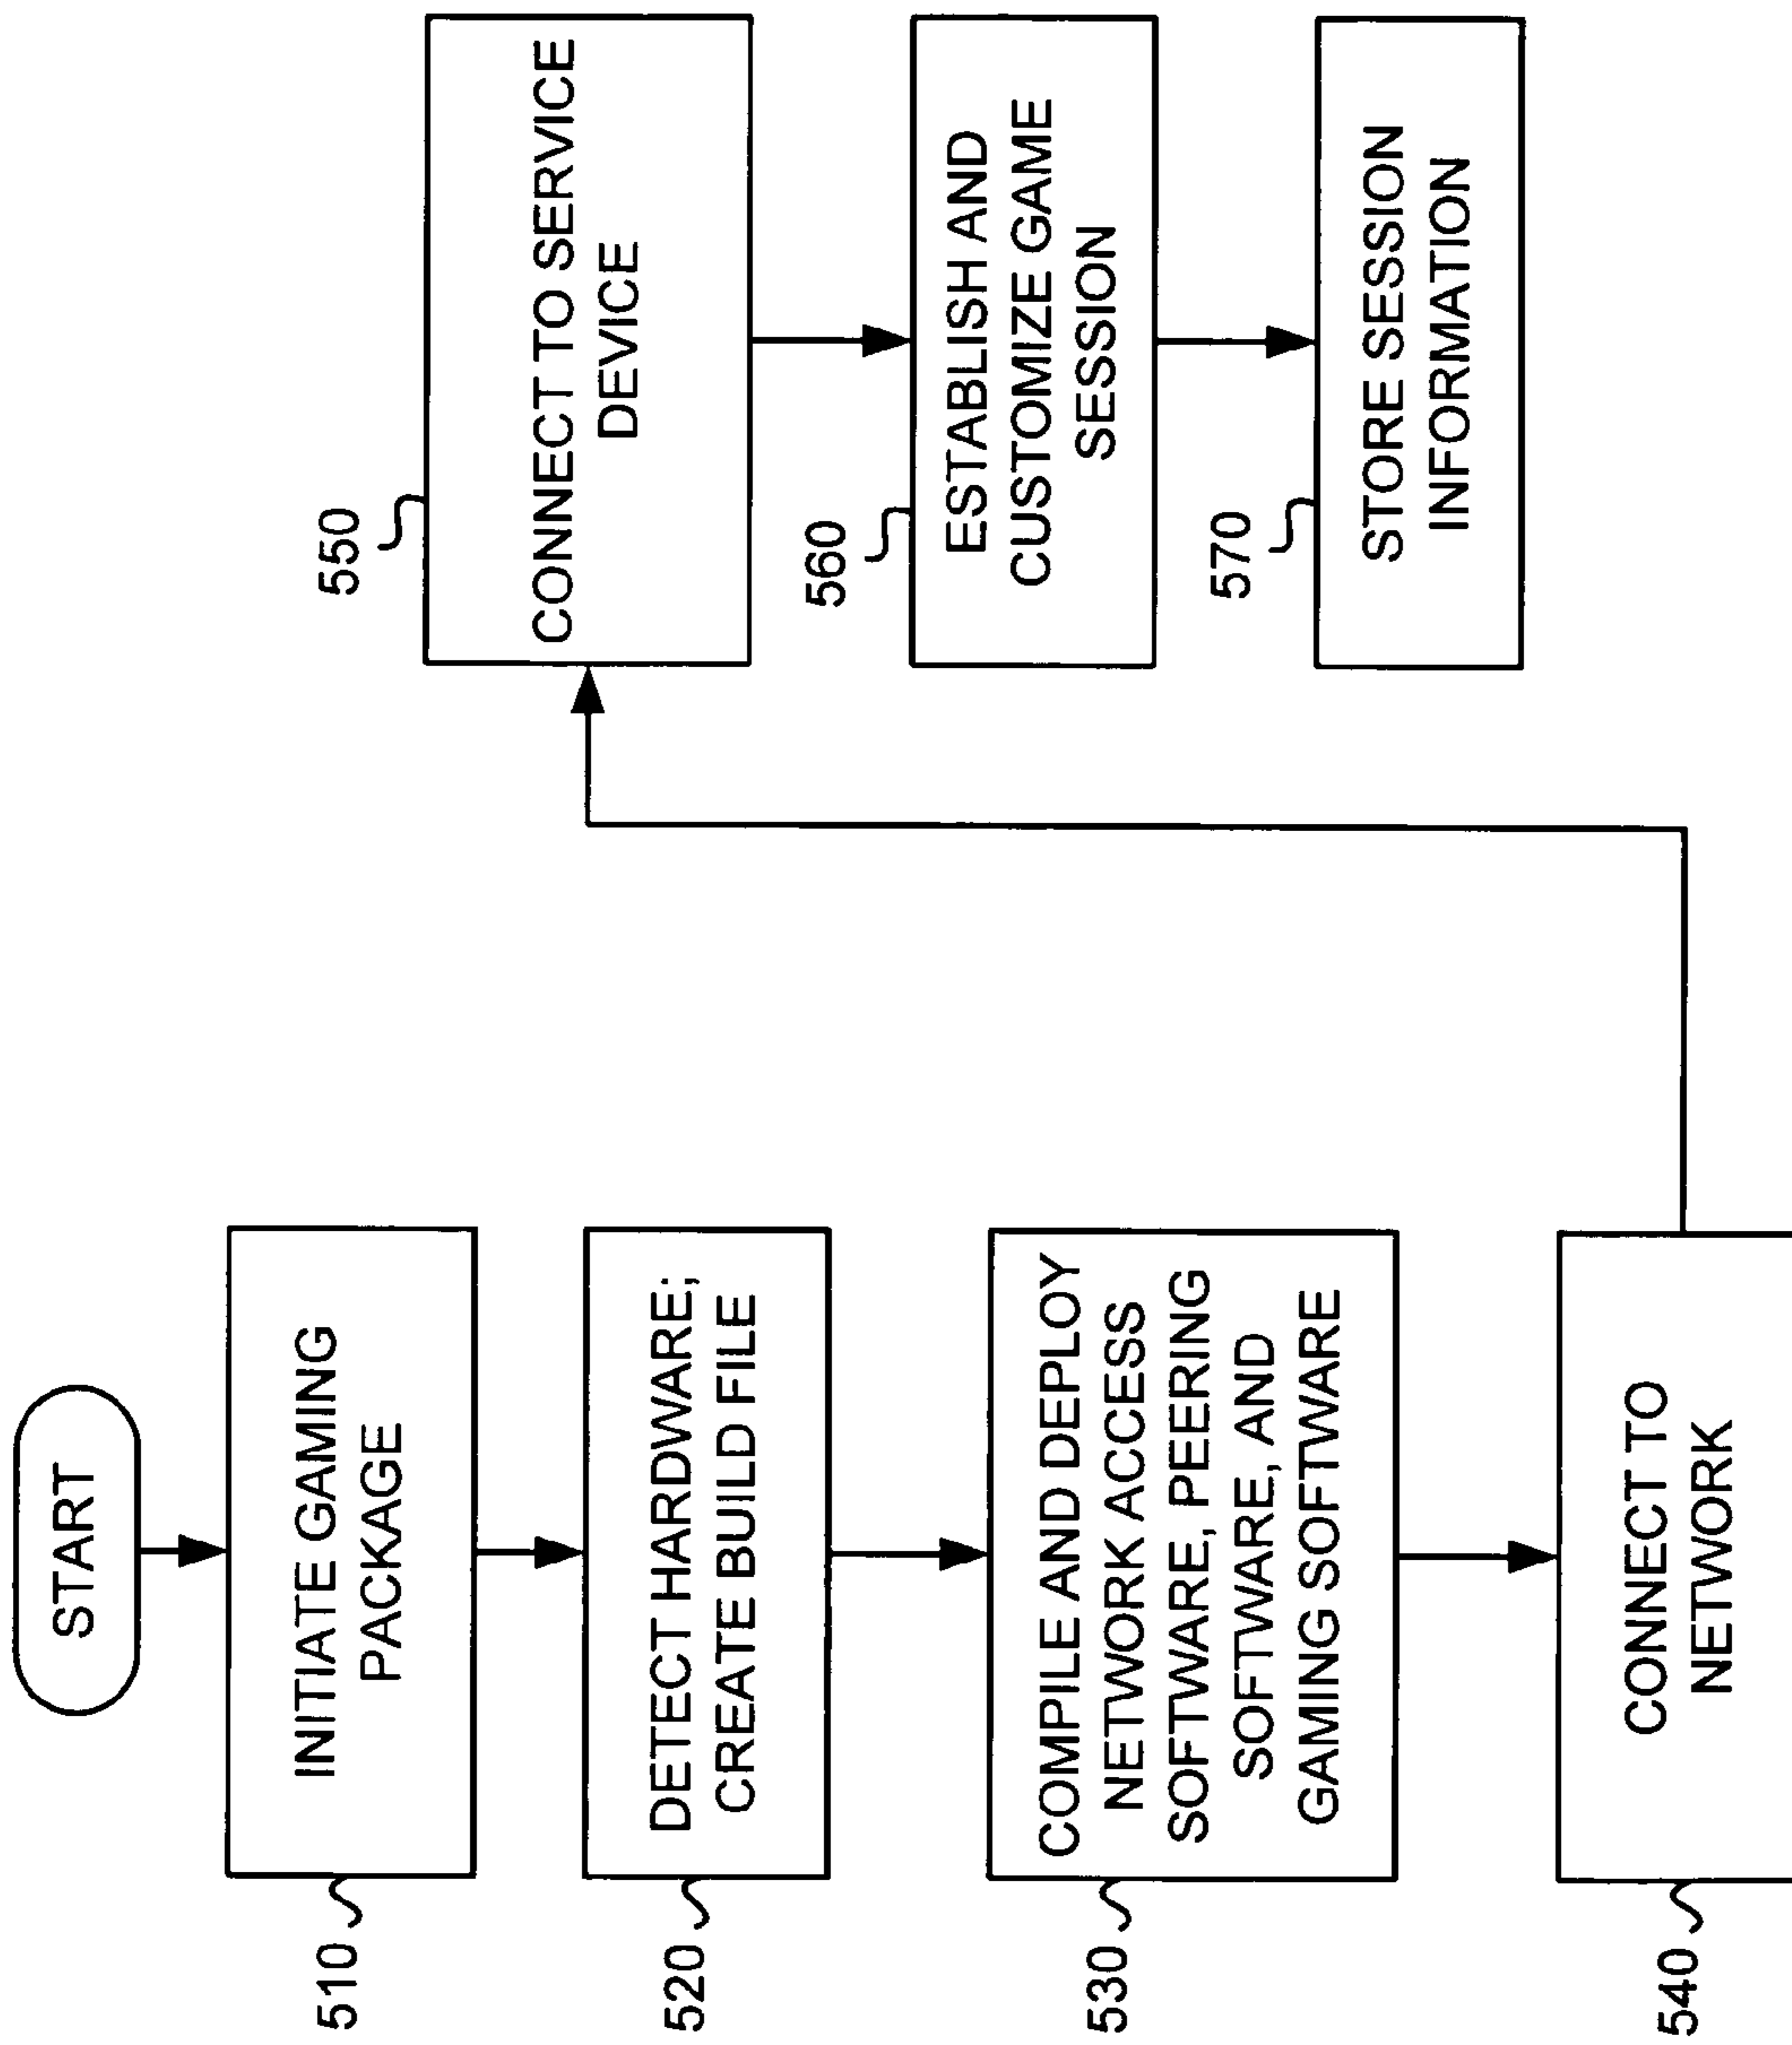 START
510
INITIATE GAMING
PACKAGE
520
DETECT HARDWARE;
CREATE BUILD FILE
530
COMPILE AND DEPLOY
NETWORK ACCESS
SOFTWARE, PEERING
SOFTWARE, AND
GAMING SOFTWARE
540
CONNECT TO
NETWORK
550
CONNECT TO SERVICE
DEVICE
560
ESTABLISH AND
CUSTOMIZE GAME
SESSION
570
STORE SESSION
INFORMATION